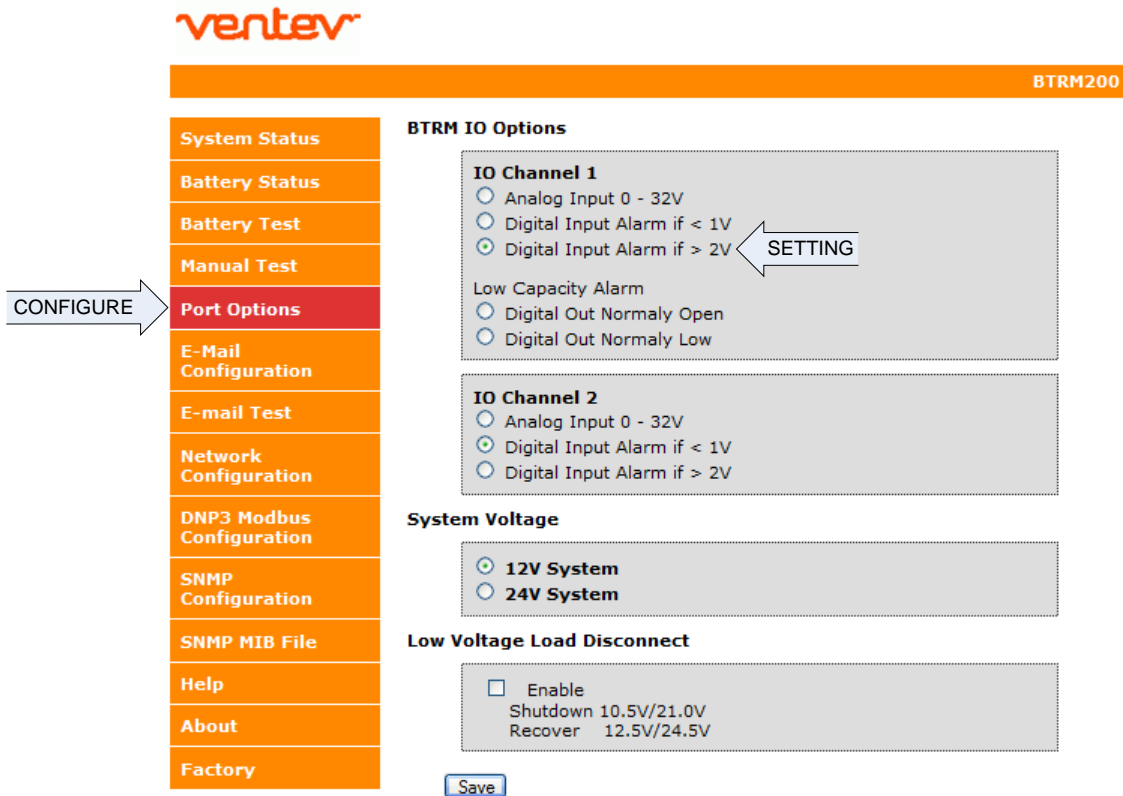 ventev
BTRM200
System Status
Battery Status
Battery Test
Manual Test
CONFIGURE
Port Options
E-Mail
Configuration
E-mail Test
Network
Configuration
DNP3 Modbus
Configuration
SNMP
Configuration
SNMP MIB File
Help
About
Factory
BTRM IO Options
IO Channel 1
Analog Input 0 - 32V
Digital Input Alarm if < 1V
Digital Input Alarm if > 2V
SETTING
Low Capacity Alarm
Digital Out Normaly Open
Digital Out Normaly Low
IO Channel 2
Analog Input 0 - 32V
Digital Input Alarm if < 1V
Digital Input Alarm if > 2V
System Voltage
12V System
24V System
Low Voltage Load Disconnect
Enable
Shutdown 10.5V/21.0V
Recover 12.5V/24.5V
Save